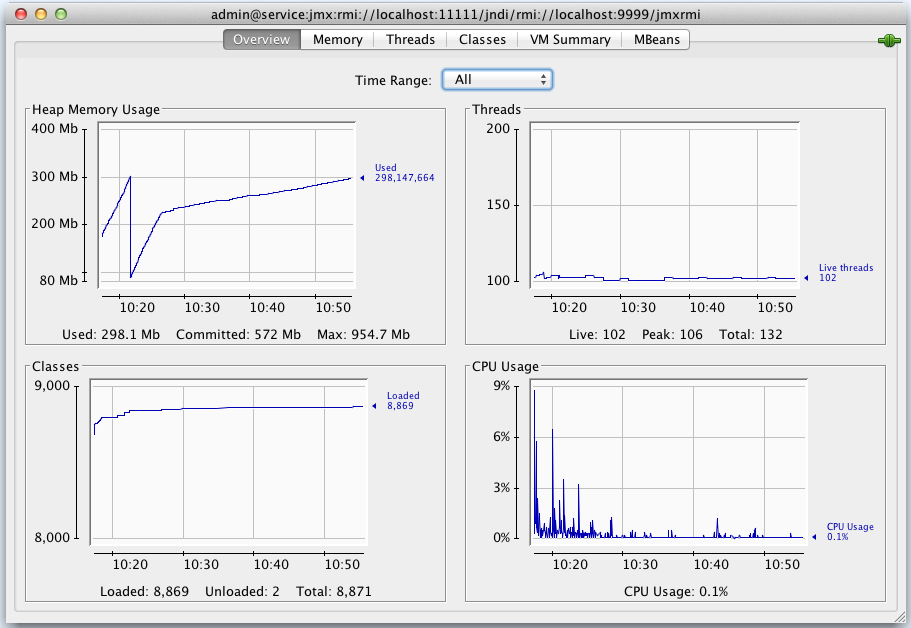 admin@service:jmx:rmi://localhost:11111/jndi/rmi://localhost:9999/jmxrmi
Overview Memory Threads Classes VM Summary MBeans
Time Range: All
Heap Memory Usage
400 Mb
300 Mb
200 Mb
80 Mb
Used
298,147,664
10:20 10:30 10:40 10:50
Used: 298.1 Mb Committed: 572 Mb Max: 954.7 Mb
Threads
200
150
100
Live threads
102
10:20 10:30 10:40 10:50
Live: 102 Peak: 106 Total: 132
Classes
9,000
8,000
Loaded
8,869
10:20 10:30 10:40 10:50
Loaded: 8,869 Unloaded: 2 Total: 8,871
CPU Usage
9%
6%
3%
0%
CPU Usage
0.1%
10:20 10:30 10:40 10:50
CPU Usage: 0.1%